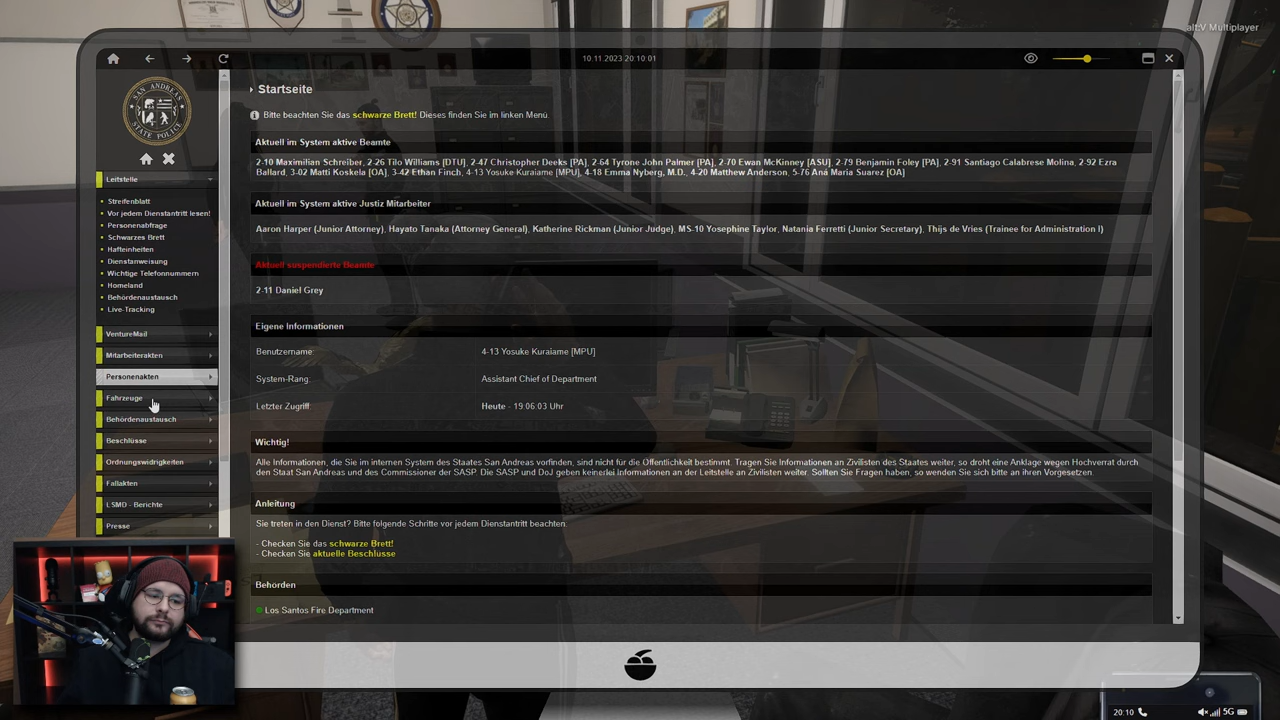 alt:V Multiplayer
10.11.2023 20:10:01
SAN ANDREAS
STATE POLICE
Leitstelle
Streifenblatt
Vor jedem Dienstantritt lesen!
Personenabfrage
Schwarzes Brett
Hafteinheiten
Dienstanweisung
Wichtige Telefonnummern
Homeland
Behördenaustausch
Live-Tracking
VentureMail
Mitarbeiterakten
Personenakten
Fahrzeuge
Behördenaustausch
Beschlüsse
Ordnungswidrigkeiten
Fallakten
LSMD - Berichte
Presse
Startseite
Bitte beachten Sie das schwarze Brett! Dieses finden Sie im linken Menü.
Aktuell im System aktive Beamte
2-10 Maximilian Schreiber, 2-26 Tilo Williams [DTU], 2-47 Christopher Deeks [PA], 2-64 Tyrone John Palmer [PA], 2-70 Ewan McKinney [ASU], 2-79 Benjamin Foley [PA], 2-91 Santiago Calabrese Molina, 2-92 Ezra
Ballard, 3-02 Matti Koskela [OA], 3-42 Ethan Finch, 4-13 Yosuke Kuraiame [MPU], 4-18 Emma Nyberg, M.D., 4-20 Matthew Anderson, 5-76 Ana Maria Suarez [OA]
Aktuell im System aktive Justiz Mitarbeiter
Aaron Harper (Junior Attorney), Hayato Tanaka (Attorney General), Katherine Rickman (Junior Judge), MS-10 Yosephine Taylor, Natania Ferretti (Junior Secretary), Thijs de Vries (Trainee for Administration I)
Aktuell suspendierte Beamte
2-11 Daniel Grey
Eigene Informationen
Benutzername: 4-13 Yosuke Kuraiame [MPU]
System-Rang: Assistant Chief of Department
Letzter Zugriff: Heute - 19:06:03 Uhr
Wichtig!
Alle Informationen, die Sie im internen System des Staates San Andreas vorfinden, sind nicht für die Öffentlichkeit bestimmt. Tragen Sie Informationen an Zivilisten des Staates weiter, so droht eine Anklage wegen Hochverrat durch
den Staat San Andreas und des Commissioner der SASP. Die SASP und DoJ geben keinerlei Informationen an der Leitstelle an Zivilisten weiter. Sollten Sie Fragen haben, so wenden Sie sich bitte an ihren Vorgesetzen.
Anleitung
Sie treten in den Dienst? Bitte folgende Schritte vor jedem Dienstantritt beachten:
- Checken Sie das schwarze Brett!
- Checken Sie aktuelle Beschlüsse
Behörden
Los Santos Fire Department
20:10
5G